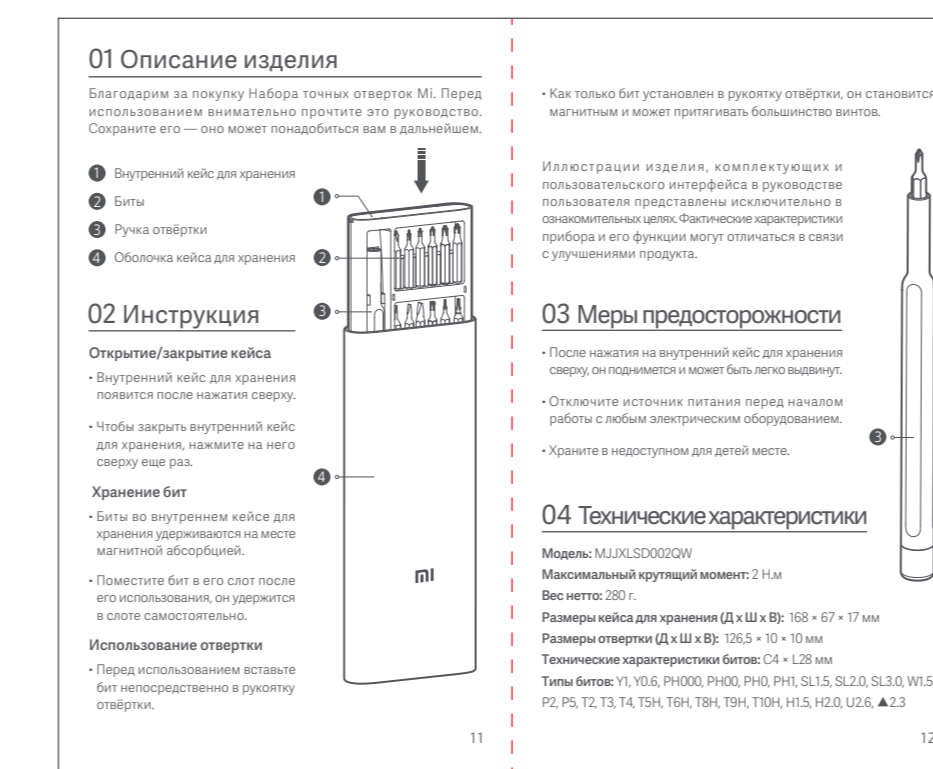 01 Описание изделия
Благодарим за покупку Набора точных отверток Mi. Перед
использованием внимательно прочтите это руководство.
Сохраните его — оно может понадобиться вам в дальнейшем.
1 Внутренний кейс для хранения
2 Биты
3 Ручка отвёртки
4 Оболочка кейса для хранения
1
2
3
4
mi
02 Инструкция
Открытие/закрытие кейса
• Внутренний кейс для хранения
появится после нажатия сверху.
• Чтобы закрыть внутренний кейс
для хранения, нажмите на него
сверху еще раз.
Хранение бит
• Биты во внутреннем кейсе для
хранения удерживаются на месте
магнитной абсорбцией.
• Поместите бит в его слот после
его использования, он удержится
в слоте самостоятельно.
Использование отвертки
• Перед использованием вставьте
бит непосредственно в рукоятку
отвёртки.
11
• Как только бит установлен в рукоятку отвёртки, он становится
магнитным и может притягивать большинство винтов.
Иллюстрации изделия, комплектующих и
пользовательского интерфейса в руководстве
пользователя представлены исключительно в
ознакомительных целях. Фактические характеристики
прибора и его функции могут отличаться в связи
с улучшениями продукта.
03 Меры предосторожности
• После нажатия на внутренний кейс для хранения
сверху, он поднимется и может быть легко выдвинут.
• Отключите источник питания перед началом
работы с любым электрическим оборудованием.
• Храните в недоступном для детей месте.
3
04 Технические характеристики
Модель: MJJXLSD002QW
Максимальный крутящий момент: 2 Н.м
Вес нетто: 280 г.
Размеры кейса для хранения (Д х Ш х В): 168 × 67 × 17 мм
Размеры отвертки (Д х Ш х В): 126,5 × 10 × 10 мм
Технические характеристики битов: C4 × L28 мм
Типы битов: Y1, Y0.6, PH000, PH00, PH0, PH1, SL1.5, SL2.0, SL3.0, W1.5
P2, P5, T2, T3, T4, T5H, T6H, T8H, T9H, T10H, H1.5, H2.0, U2.6, ▲2.3
12